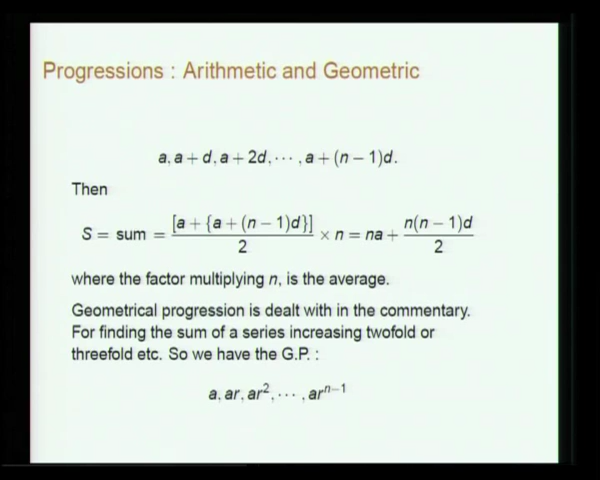 Progressions : Arithmetic and Geometric
a, a + d, a + 2d, ⋯ , a + (n − 1)d.
Then
S = sum = [a + {a + (n − 1)d}] / 2 × n = na + n(n − 1)d / 2
where the factor multiplying n, is the average.
Geometrical progression is dealt with in the commentary.
For finding the sum of a series increasing twofold or
threefold etc. So we have the G.P. :
a, ar, ar², ⋯ , arⁿ⁻¹